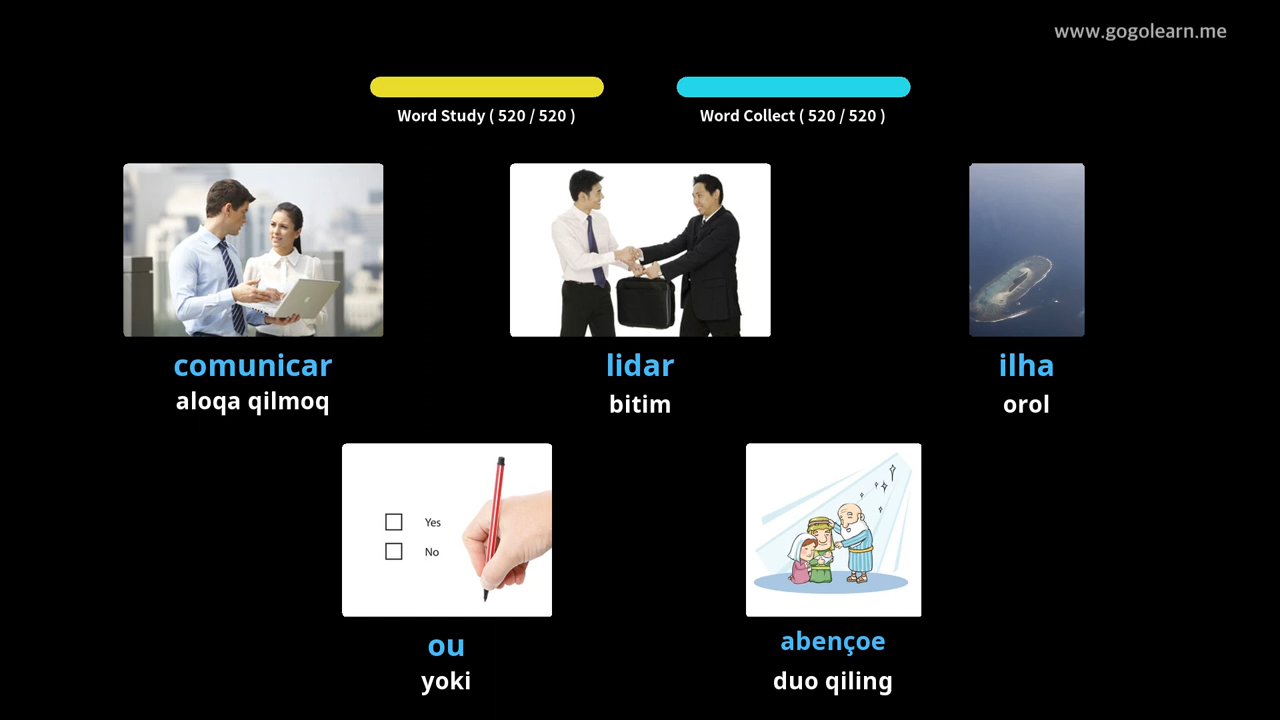 www.gogolearn.me
Word Study ( 520 / 520 )
Word Collect ( 520 / 520 )
comunicar
aloqa qilmoq
lidar
bitim
ilha
orol
Yes
No
ou
yoki
abençoe
duo qiling